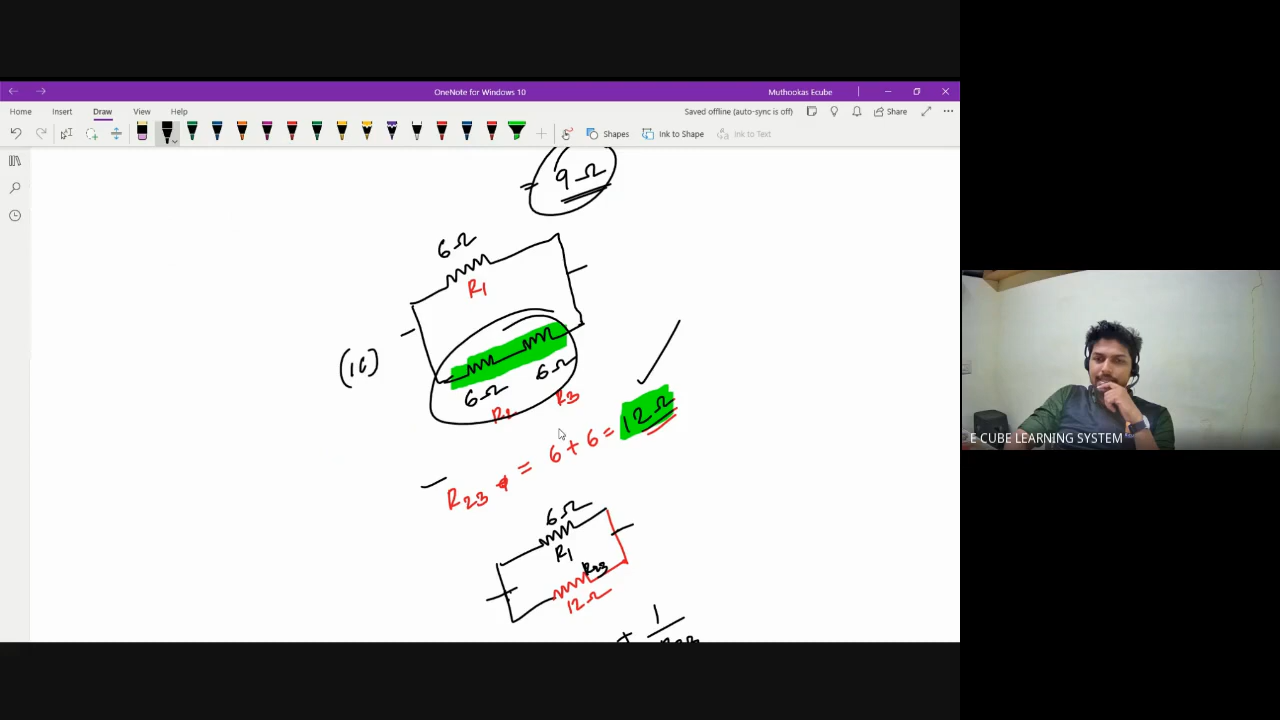 OneNote for Windows 10
Muthookas Ecube
Home Insert Draw View Help
Saved offline (auto-sync is off)
Share
Shapes
Ink to Shape
Ink to Text
= 9 Ω
6 Ω
R1
(16)
6 Ω 6 Ω
R2 R3
R23 = 6 + 6 = 12 Ω
6 Ω
R1
R23
12 Ω
+ 1
E CUBE LEARNING SYSTEM